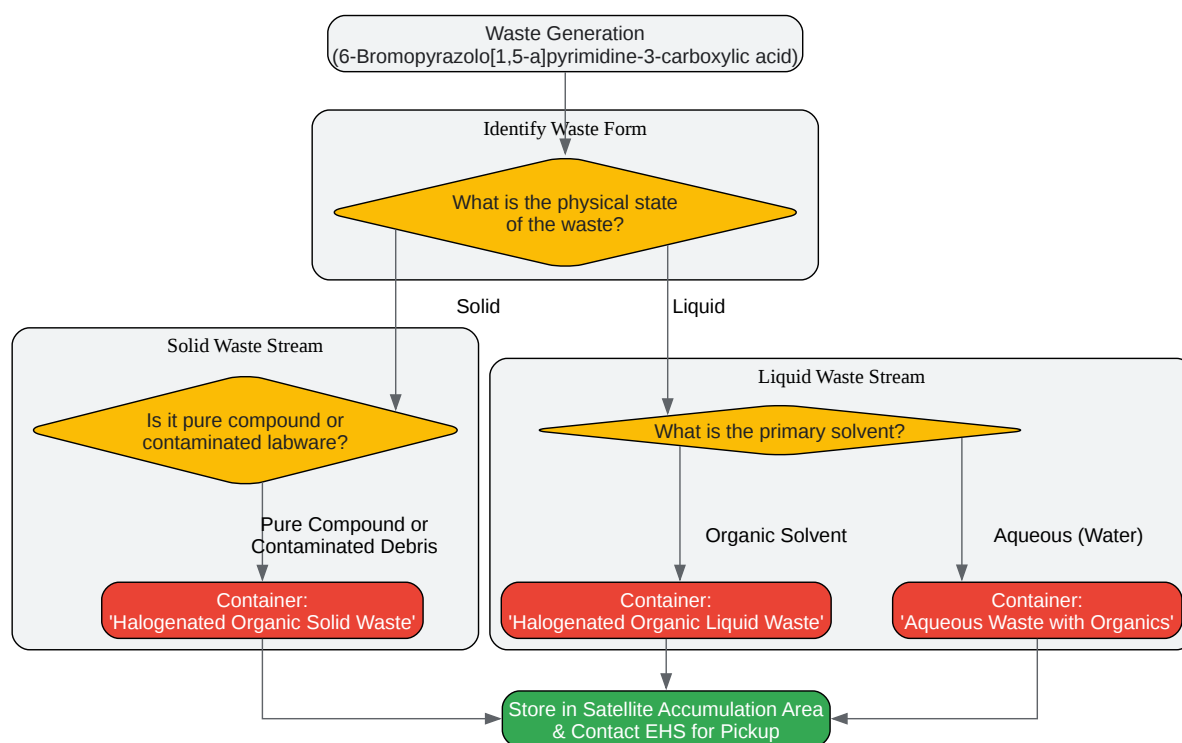 Waste Generation
(6-Bromopyrazolo[1,5-a]pyrimidine-3-carboxylic acid)
Identify Waste Form
What is the physical state
of the waste?
Solid
Liquid
Solid Waste Stream
Is it pure compound or
contaminated labware?
Pure Compound or
Contaminated Debris
Container:
'Halogenated Organic Solid Waste'
Liquid Waste Stream
What is the primary solvent?
Organic Solvent
Aqueous (Water)
Container:
'Halogenated Organic Liquid Waste'
Container:
'Aqueous Waste with Organics'
Store in Satellite Accumulation Area
& Contact EHS for Pickup